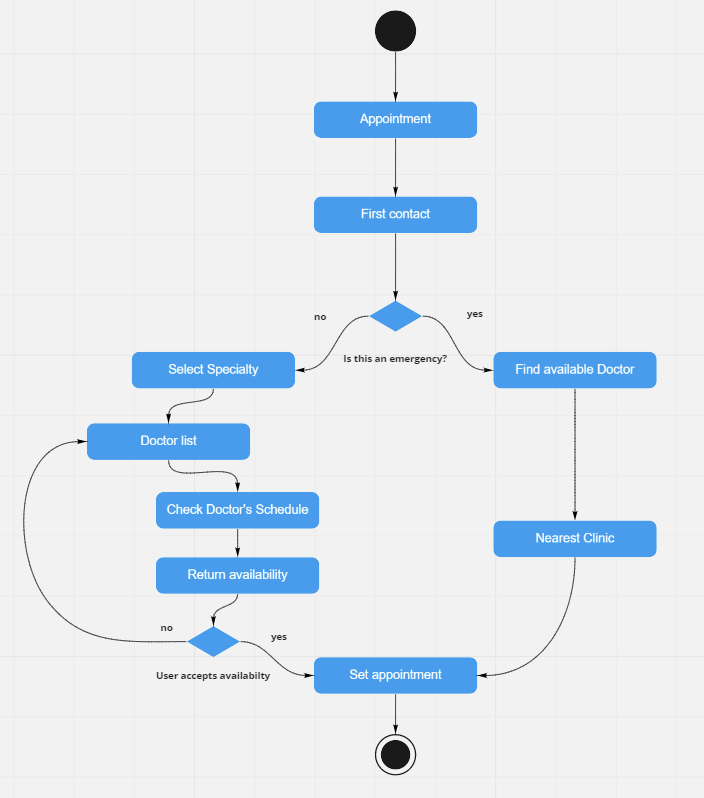 Appointment
First contact
no
yes
Is this an emergency?
Select Specialty
Find available Doctor
Doctor list
Check Doctor's Schedule
Nearest Clinic
Return availability
no
yes
User accepts availabilty
Set appointment